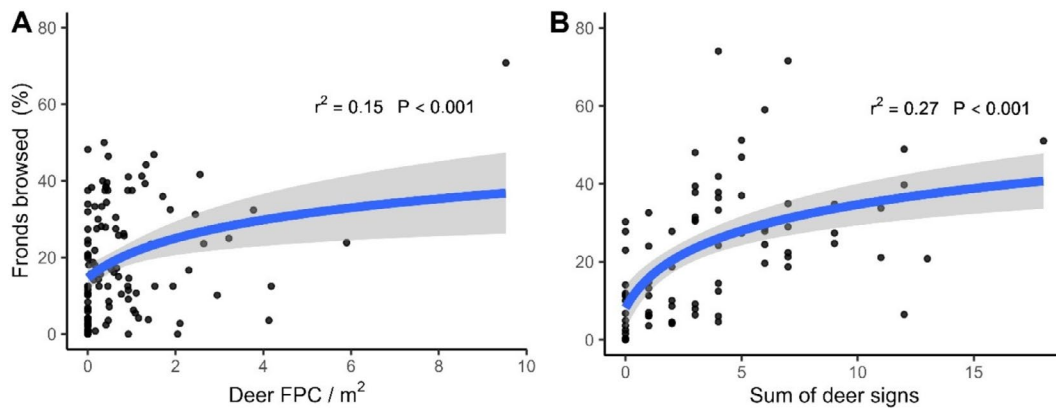 A
B
80
60
40
20
0
Fronds browsed (%)
r² = 0.15 P < 0.001
0 2 4 6 8 10
Deer FPC / m²
80
60
40
20
0
r² = 0.27 P < 0.001
0 5 10 15
Sum of deer signs